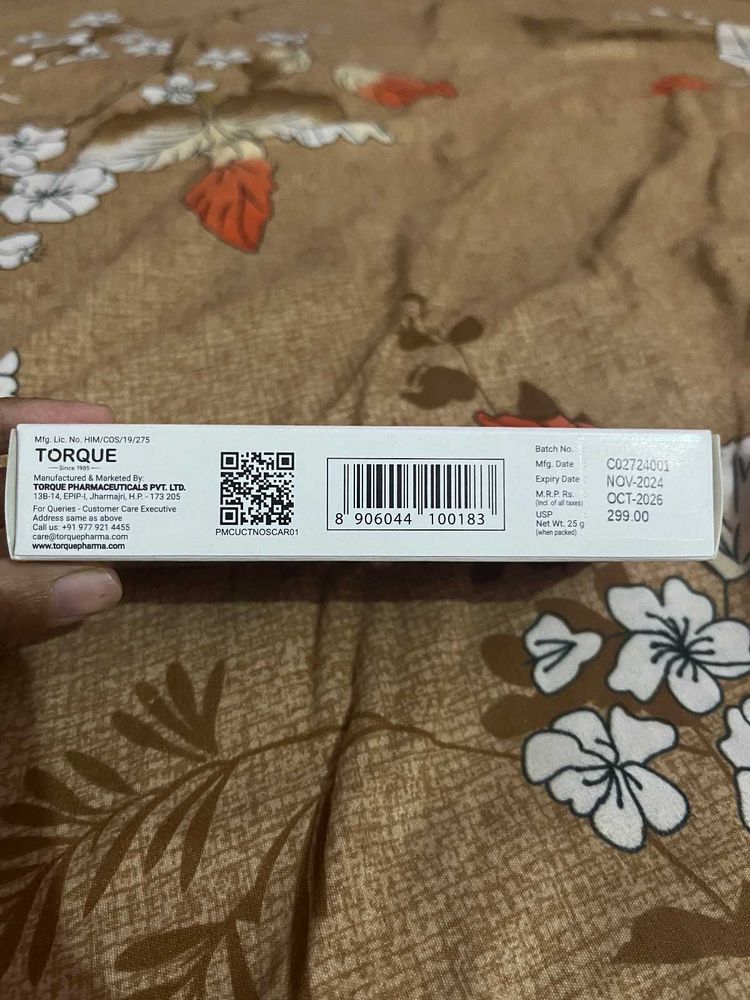 Mfg. Lic. No. HIM/COS/19/275
TORQUE
Since 1985
Manufactured & Marketed By:
TORQUE PHARMACEUTICALS PVT. LTD.
13B-14, EPIP-I, Jharmajri, H.P. - 173 205
For Queries - Customer Care Executive
Address same as above
Call us: +91 977 921 4455
care@torquepharma.com
www.torquepharma.com
PMCUCTNOSCAR01
8 906044 100183
Batch No. :
Mfg. Date : C02724001
Expiry Date : NOV-2024
M.R.P. Rs. : OCT-2026
(incl. of all taxes)
USP : 299.00
Net Wt. 25 g
(when packed)